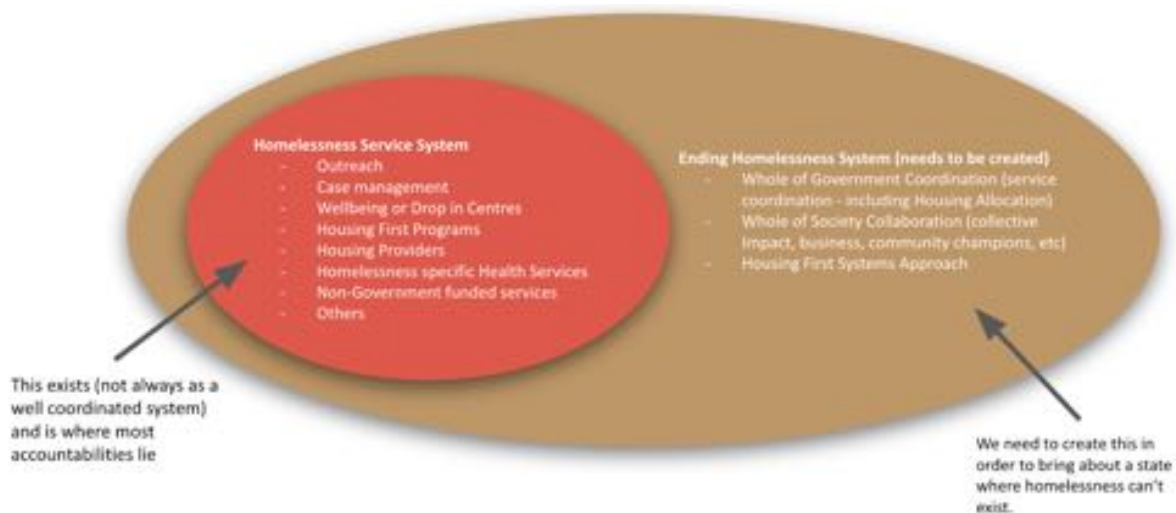 Homelessness Service System
- Outreach
- Case management
- Wellbeing or Drop in Centres
- Housing First Programs
- Housing Providers
- Homelessness specific Health Services
- Non-Government funded services
- Others
Ending Homelessness System (needs to be created)
- Whole of Government Coordination (service
coordination - including Housing Allocation)
- Whole of Society Collaboration (collective
Impact, business, community champions, etc)
- Housing First Systems Approach
This exists (not always as a
well coordinated system)
and is where most
accountabilities lie
We need to create this in
order to bring about a state
where homelessness can't
exist.